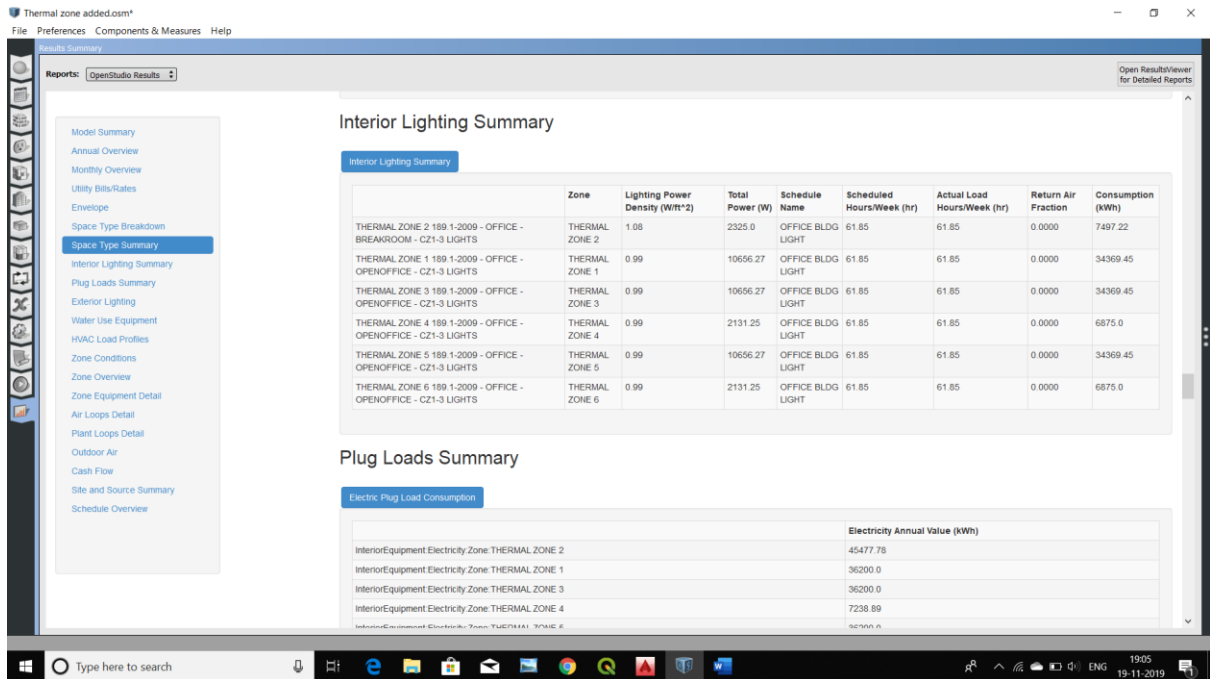 Thermal zone added.osm*
File Preferences Components & Measures Help
Results Summary
Reports: OpenStudio Results
Open ResultsViewer
for Detailed Reports
Model Summary
Annual Overview
Monthly Overview
Utility Bills/Rates
Envelope
Space Type Breakdown
Space Type Summary
Interior Lighting Summary
Plug Loads Summary
Exterior Lighting
Water Use Equipment
HVAC Load Profiles
Zone Conditions
Zone Overview
Zone Equipment Detail
Air Loops Detail
Plant Loops Detail
Outdoor Air
Cash Flow
Site and Source Summary
Schedule Overview
Interior Lighting Summary
Interior Lighting Summary
Zone Lighting Power Total Schedule Scheduled Actual Load Return Air Consumption
Density (W/ft^2) Power (W) Name Hours/Week (hr) Hours/Week (hr) Fraction (kWh)
THERMAL ZONE 2 189.1-2009 - OFFICE - THERMAL 1.08 2325.0 OFFICE BLDG 61.85 61.85 0.0000 7497.22
BREAKROOM - CZ1-3 LIGHTS ZONE 2 LIGHT
THERMAL ZONE 1 189.1-2009 - OFFICE - THERMAL 0.99 10656.27 OFFICE BLDG 61.85 61.85 0.0000 34369.45
OPENOFFICE - CZ1-3 LIGHTS ZONE 1 LIGHT
THERMAL ZONE 3 189.1-2009 - OFFICE - THERMAL 0.99 10656.27 OFFICE BLDG 61.85 61.85 0.0000 34369.45
OPENOFFICE - CZ1-3 LIGHTS ZONE 3 LIGHT
THERMAL ZONE 4 189.1-2009 - OFFICE - THERMAL 0.99 2131.25 OFFICE BLDG 61.85 61.85 0.0000 6875.0
OPENOFFICE - CZ1-3 LIGHTS ZONE 4 LIGHT
THERMAL ZONE 5 189.1-2009 - OFFICE - THERMAL 0.99 10656.27 OFFICE BLDG 61.85 61.85 0.0000 34369.45
OPENOFFICE - CZ1-3 LIGHTS ZONE 5 LIGHT
THERMAL ZONE 6 189.1-2009 - OFFICE - THERMAL 0.99 2131.25 OFFICE BLDG 61.85 61.85 0.0000 6875.0
OPENOFFICE - CZ1-3 LIGHTS ZONE 6 LIGHT
Plug Loads Summary
Electric Plug Load Consumption
Electricity Annual Value (kWh)
InteriorEquipment:Electricity:Zone:THERMAL ZONE 2 45477.78
InteriorEquipment:Electricity:Zone:THERMAL ZONE 1 36200.0
InteriorEquipment:Electricity:Zone:THERMAL ZONE 3 36200.0
InteriorEquipment:Electricity:Zone:THERMAL ZONE 4 7238.89
InteriorEquipment:Electricity:Zone:THERMAL ZONE 5 36200.0
Type here to search
ENG
19:05
19-11-2019